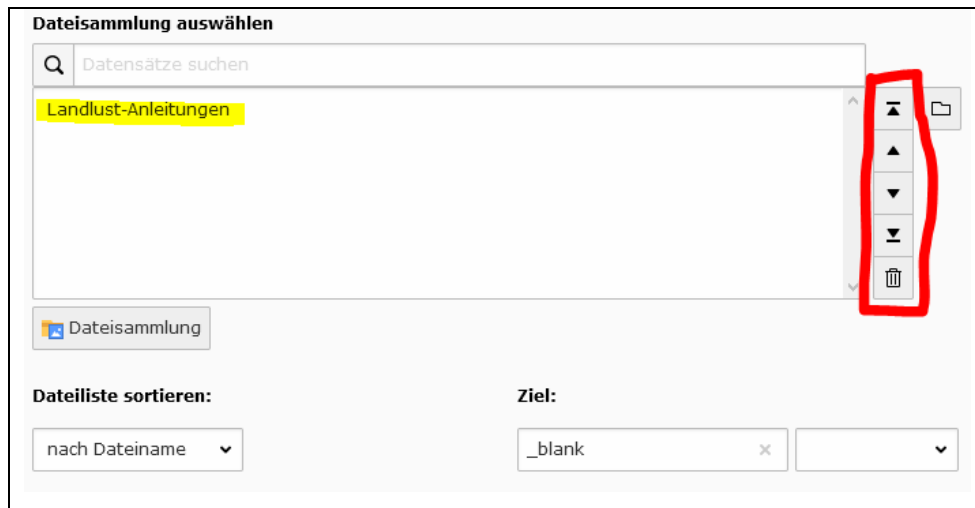 Dateisammlung auswählen
Datensätze suchen
Landlust-Anleitungen
Dateisammlung
Dateiliste sortieren: Ziel:
nach Dateiname _blank